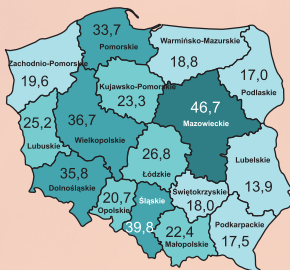 33,7
Pomorskie
Warmińsko-Mazurskie
18,8
Zachodnio-Pomorskie
19,6
17,0
Podlaskie
Kujawsko-Pomorskie
23,3
46,7
Mazowieckie
25,2
Lubuskie
36,7
Wielkopolskie
26,8
Łódzkie
Lubelskie
13,9
35,8
Dolnośląskie
20,7
Opolskie
Śląskie
39,8
Świętokrzyskie
18,0
22,4
Małopolskie
Podkarpackie
17,5